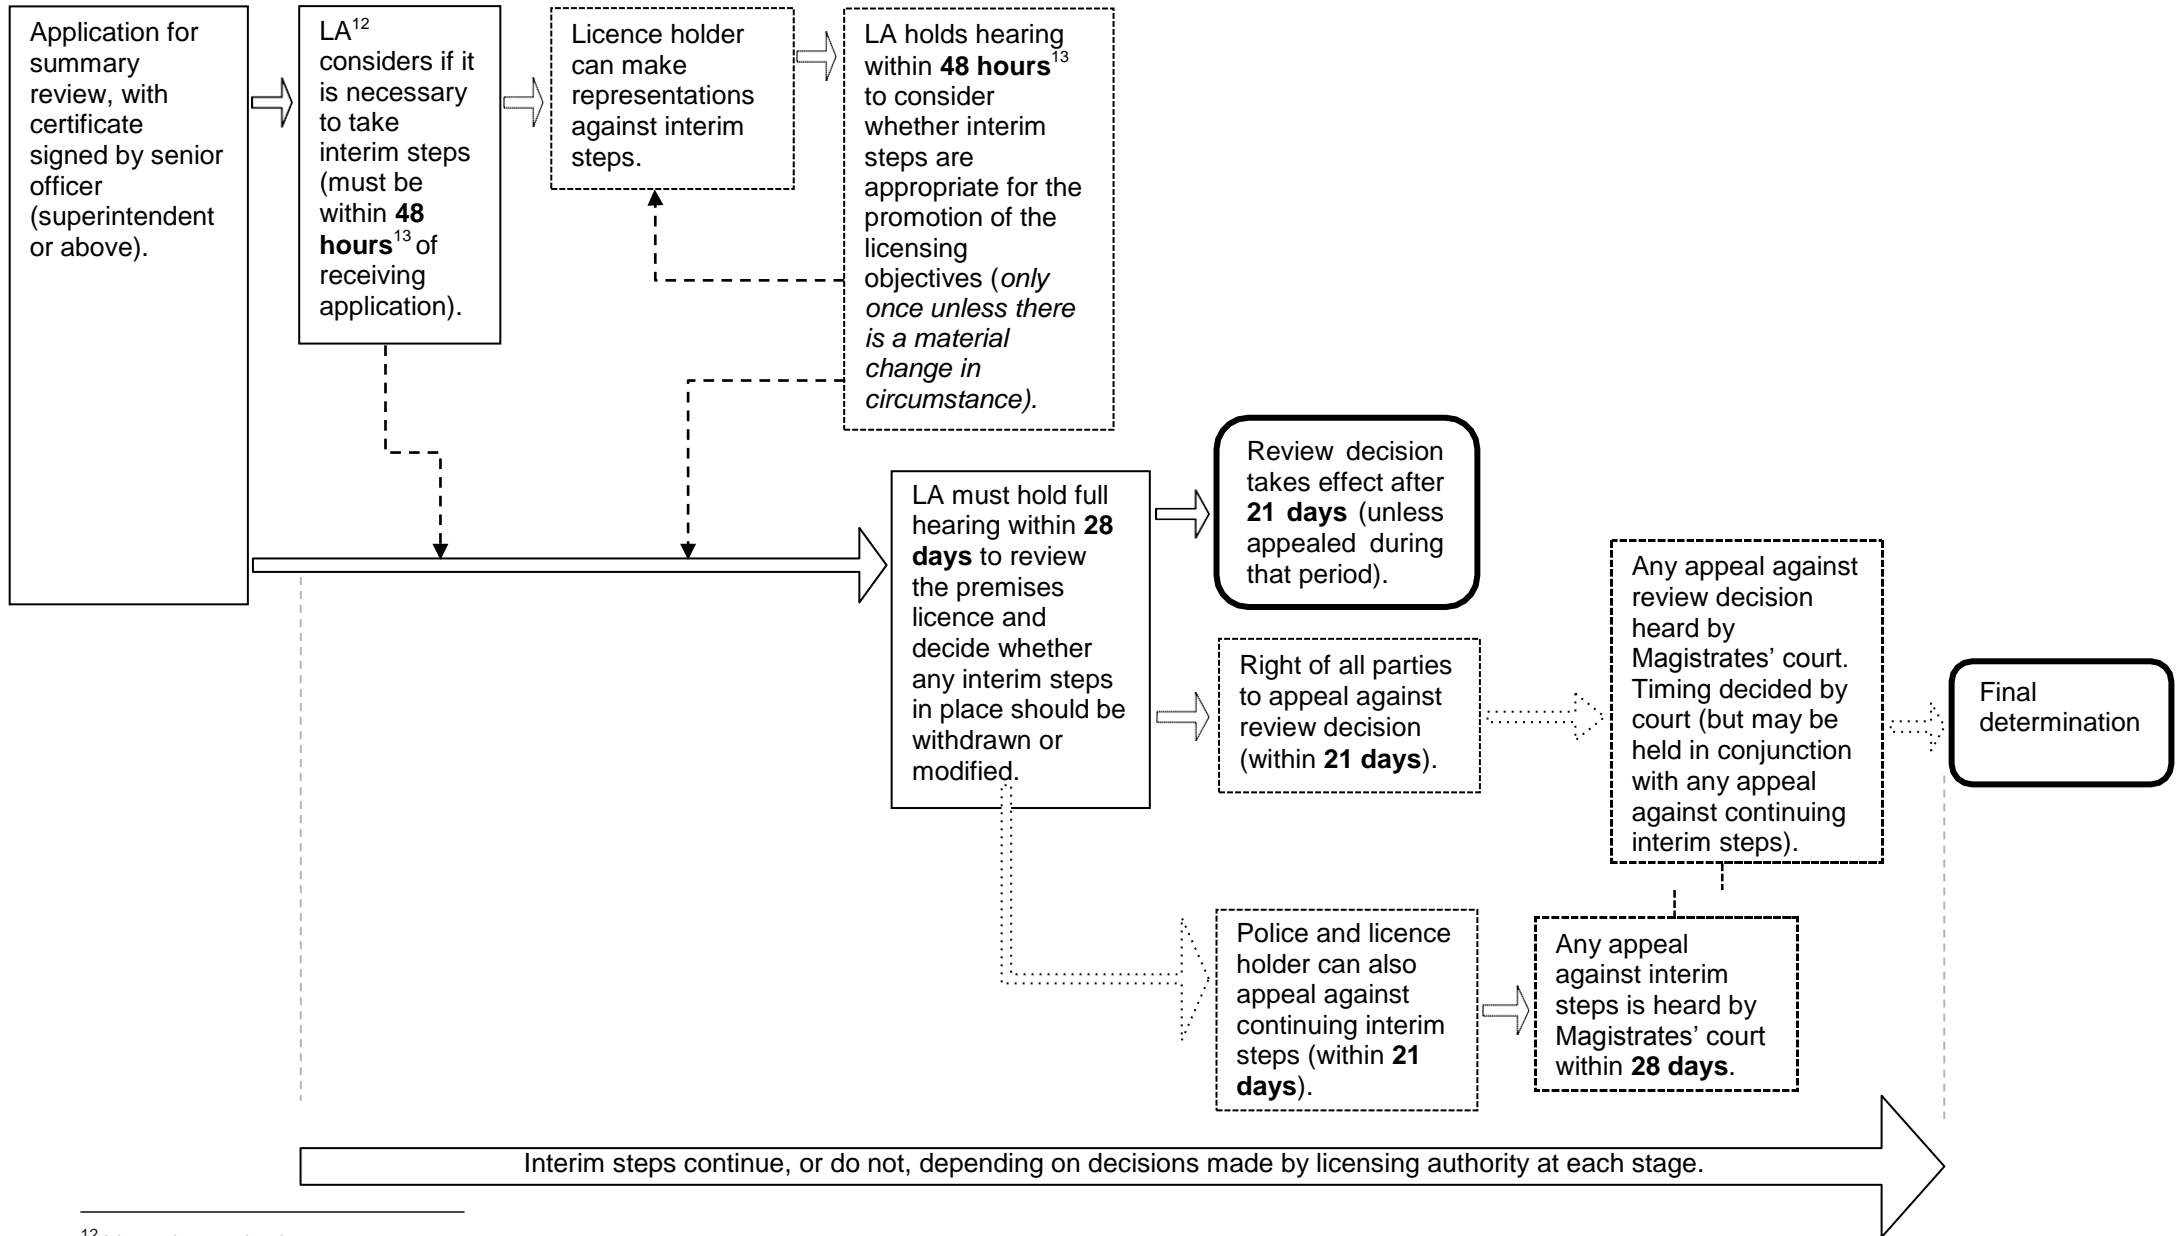 Application for
summary
review, with
certificate
signed by senior
officer
(superintendent
or above).
LA12
considers if it
is necessary
to take
interim steps
(must be
within 48
hours13 of
receiving
application).
Licence holder
can make
representations
against interim
steps.
LA holds hearing
within 48 hours13
to consider
whether interim
steps are
appropriate for the
promotion of the
licensing
objectives (only
once unless there
is a material
change in
circumstance).
LA must hold full
hearing within 28
days to review
the premises
licence and
decide whether
any interim steps
in place should be
withdrawn or
modified.
Review decision
takes effect after
21 days (unless
appealed during
that period).
Right of all parties
to appeal against
review decision
(within 21 days).
Any appeal against
review decision
heard by
Magistrates’ court.
Timing decided by
court (but may be
held in conjunction
with any appeal
against continuing
interim steps).
Final
determination
Police and licence
holder can also
appeal against
continuing interim
steps (within 21
days).
Any appeal
against interim
steps is heard by
Magistrates’ court
within 28 days.
Interim steps continue, or do not, depending on decisions made by licensing authority at each stage.
12